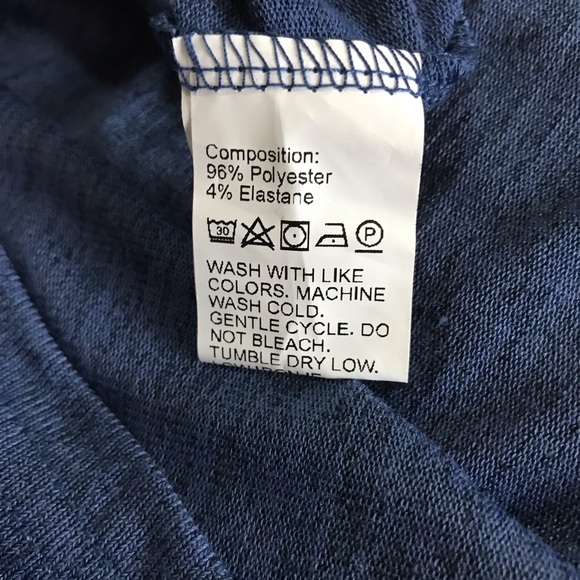 Composition:
96% Polyester
4% Elastane
30 P
WASH WITH LIKE
COLORS. MACHINE
WASH COLD.
GENTLE CYCLE. DO
NOT BLEACH.
TUMBLE DRY LOW.